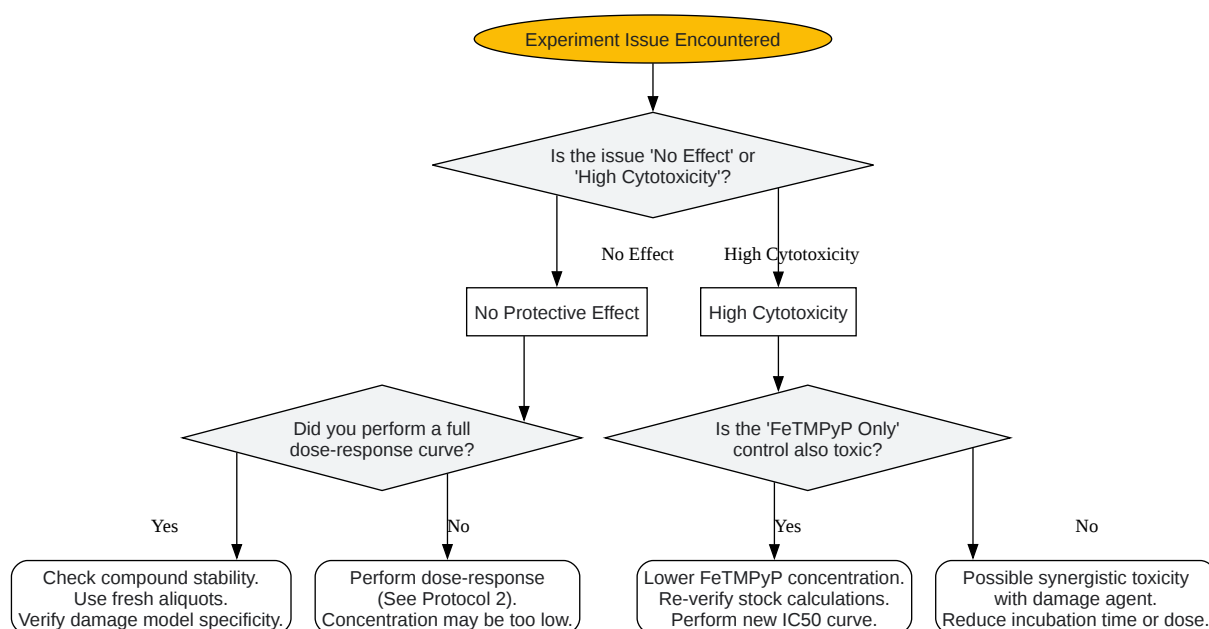 Experiment Issue Encountered
Is the issue 'No Effect' or
'High Cytotoxicity'?
No Effect
High Cytotoxicity
No Protective Effect
High Cytotoxicity
Did you perform a full
dose-response curve?
Is the 'FeTMPyP Only'
control also toxic?
Yes
No
Yes
No
Check compound stability.
Use fresh aliquots.
Verify damage model specificity.
Perform dose-response
(See Protocol 2).
Concentration may be too low.
Lower FeTMPyP concentration.
Re-verify stock calculations.
Perform new IC50 curve.
Possible synergistic toxicity
with damage agent.
Reduce incubation time or dose.